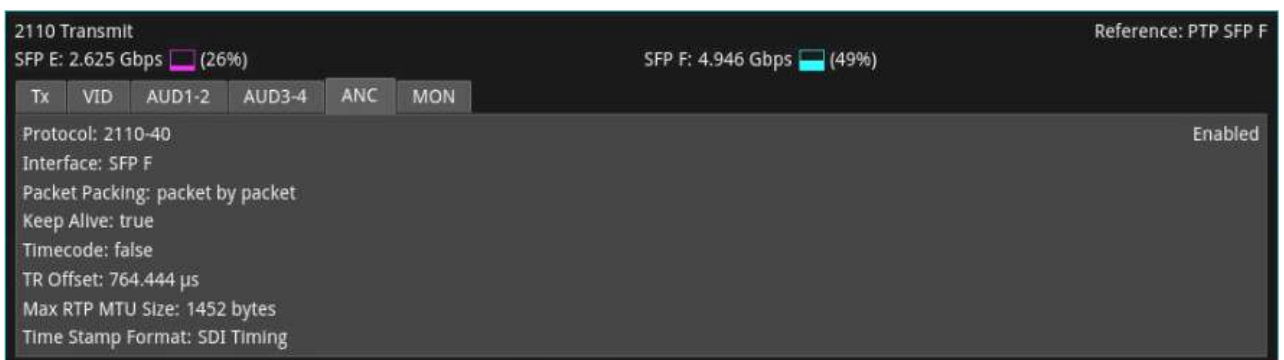 2110 Transmit Reference: PTP SFP F
SFP E: 2.625 Gbps (26%) SFP F: 4.946 Gbps (49%)
Tx VID AUD1-2 AUD3-4 ANC MON
Protocol: 2110-40 Enabled
Interface: SFP F
Packet Packing: packet by packet
Keep Alive: true
Timecode: false
TR Offset: 764.444 µs
Max RTP MTU Size: 1452 bytes
Time Stamp Format: SDI Timing